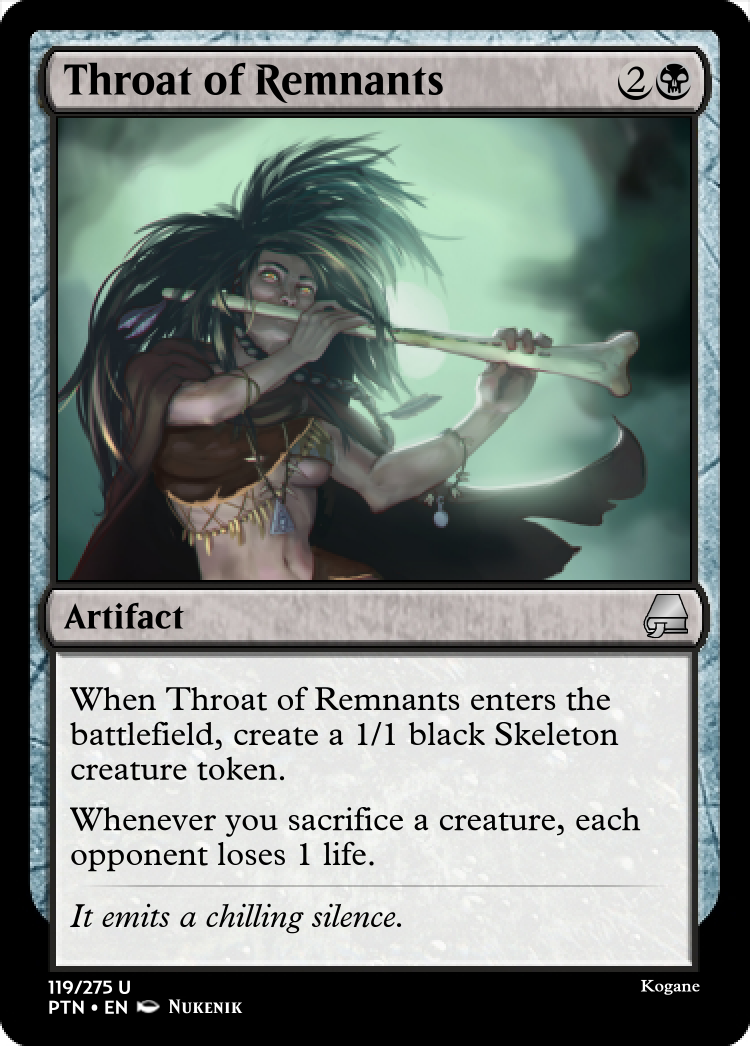 Throat of Remnants 2
Artifact
When Throat of Remnants enters the
battlefield, create a 1/1 black Skeleton
creature token.
Whenever you sacrifice a creature, each
opponent loses 1 life.
It emits a chilling silence.
119/275 U Kogane
PTN • EN Nukenik